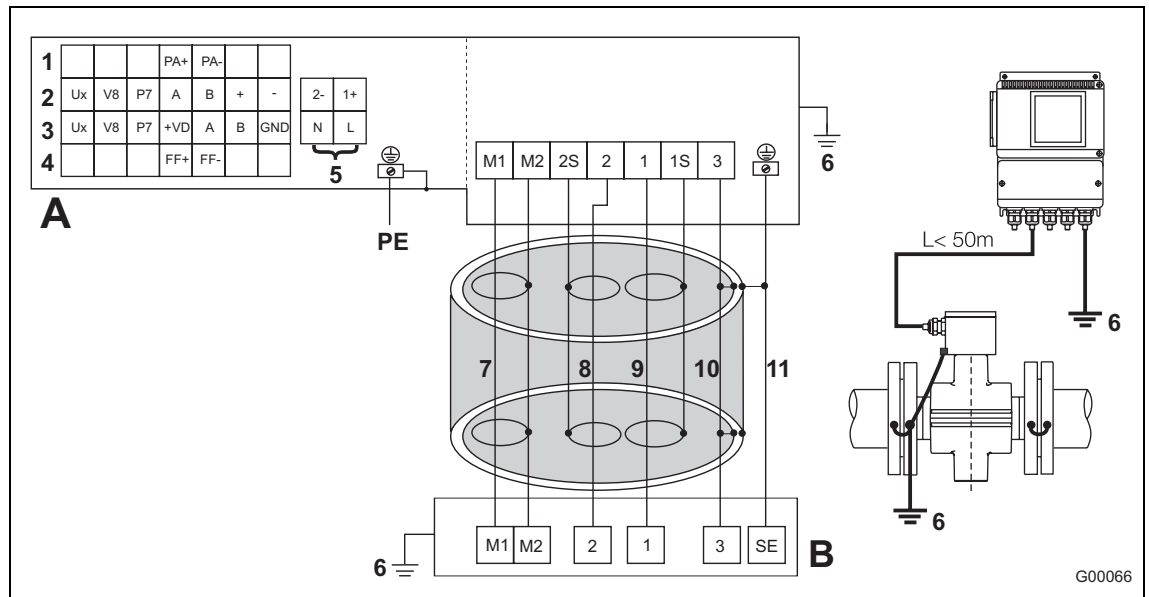 1 PA+ PA-
2 Ux V8 P7 A B + - 2- 1+
3 Ux V8 P7 +VD A B GND N L
4 FF+ FF-
5
A
PE
M1 M2 2S 2 1 1S 3
6
L< 50m
6
7 8 9 10 11
6
M1 M2 2 1 3 SE
B
6
G00066